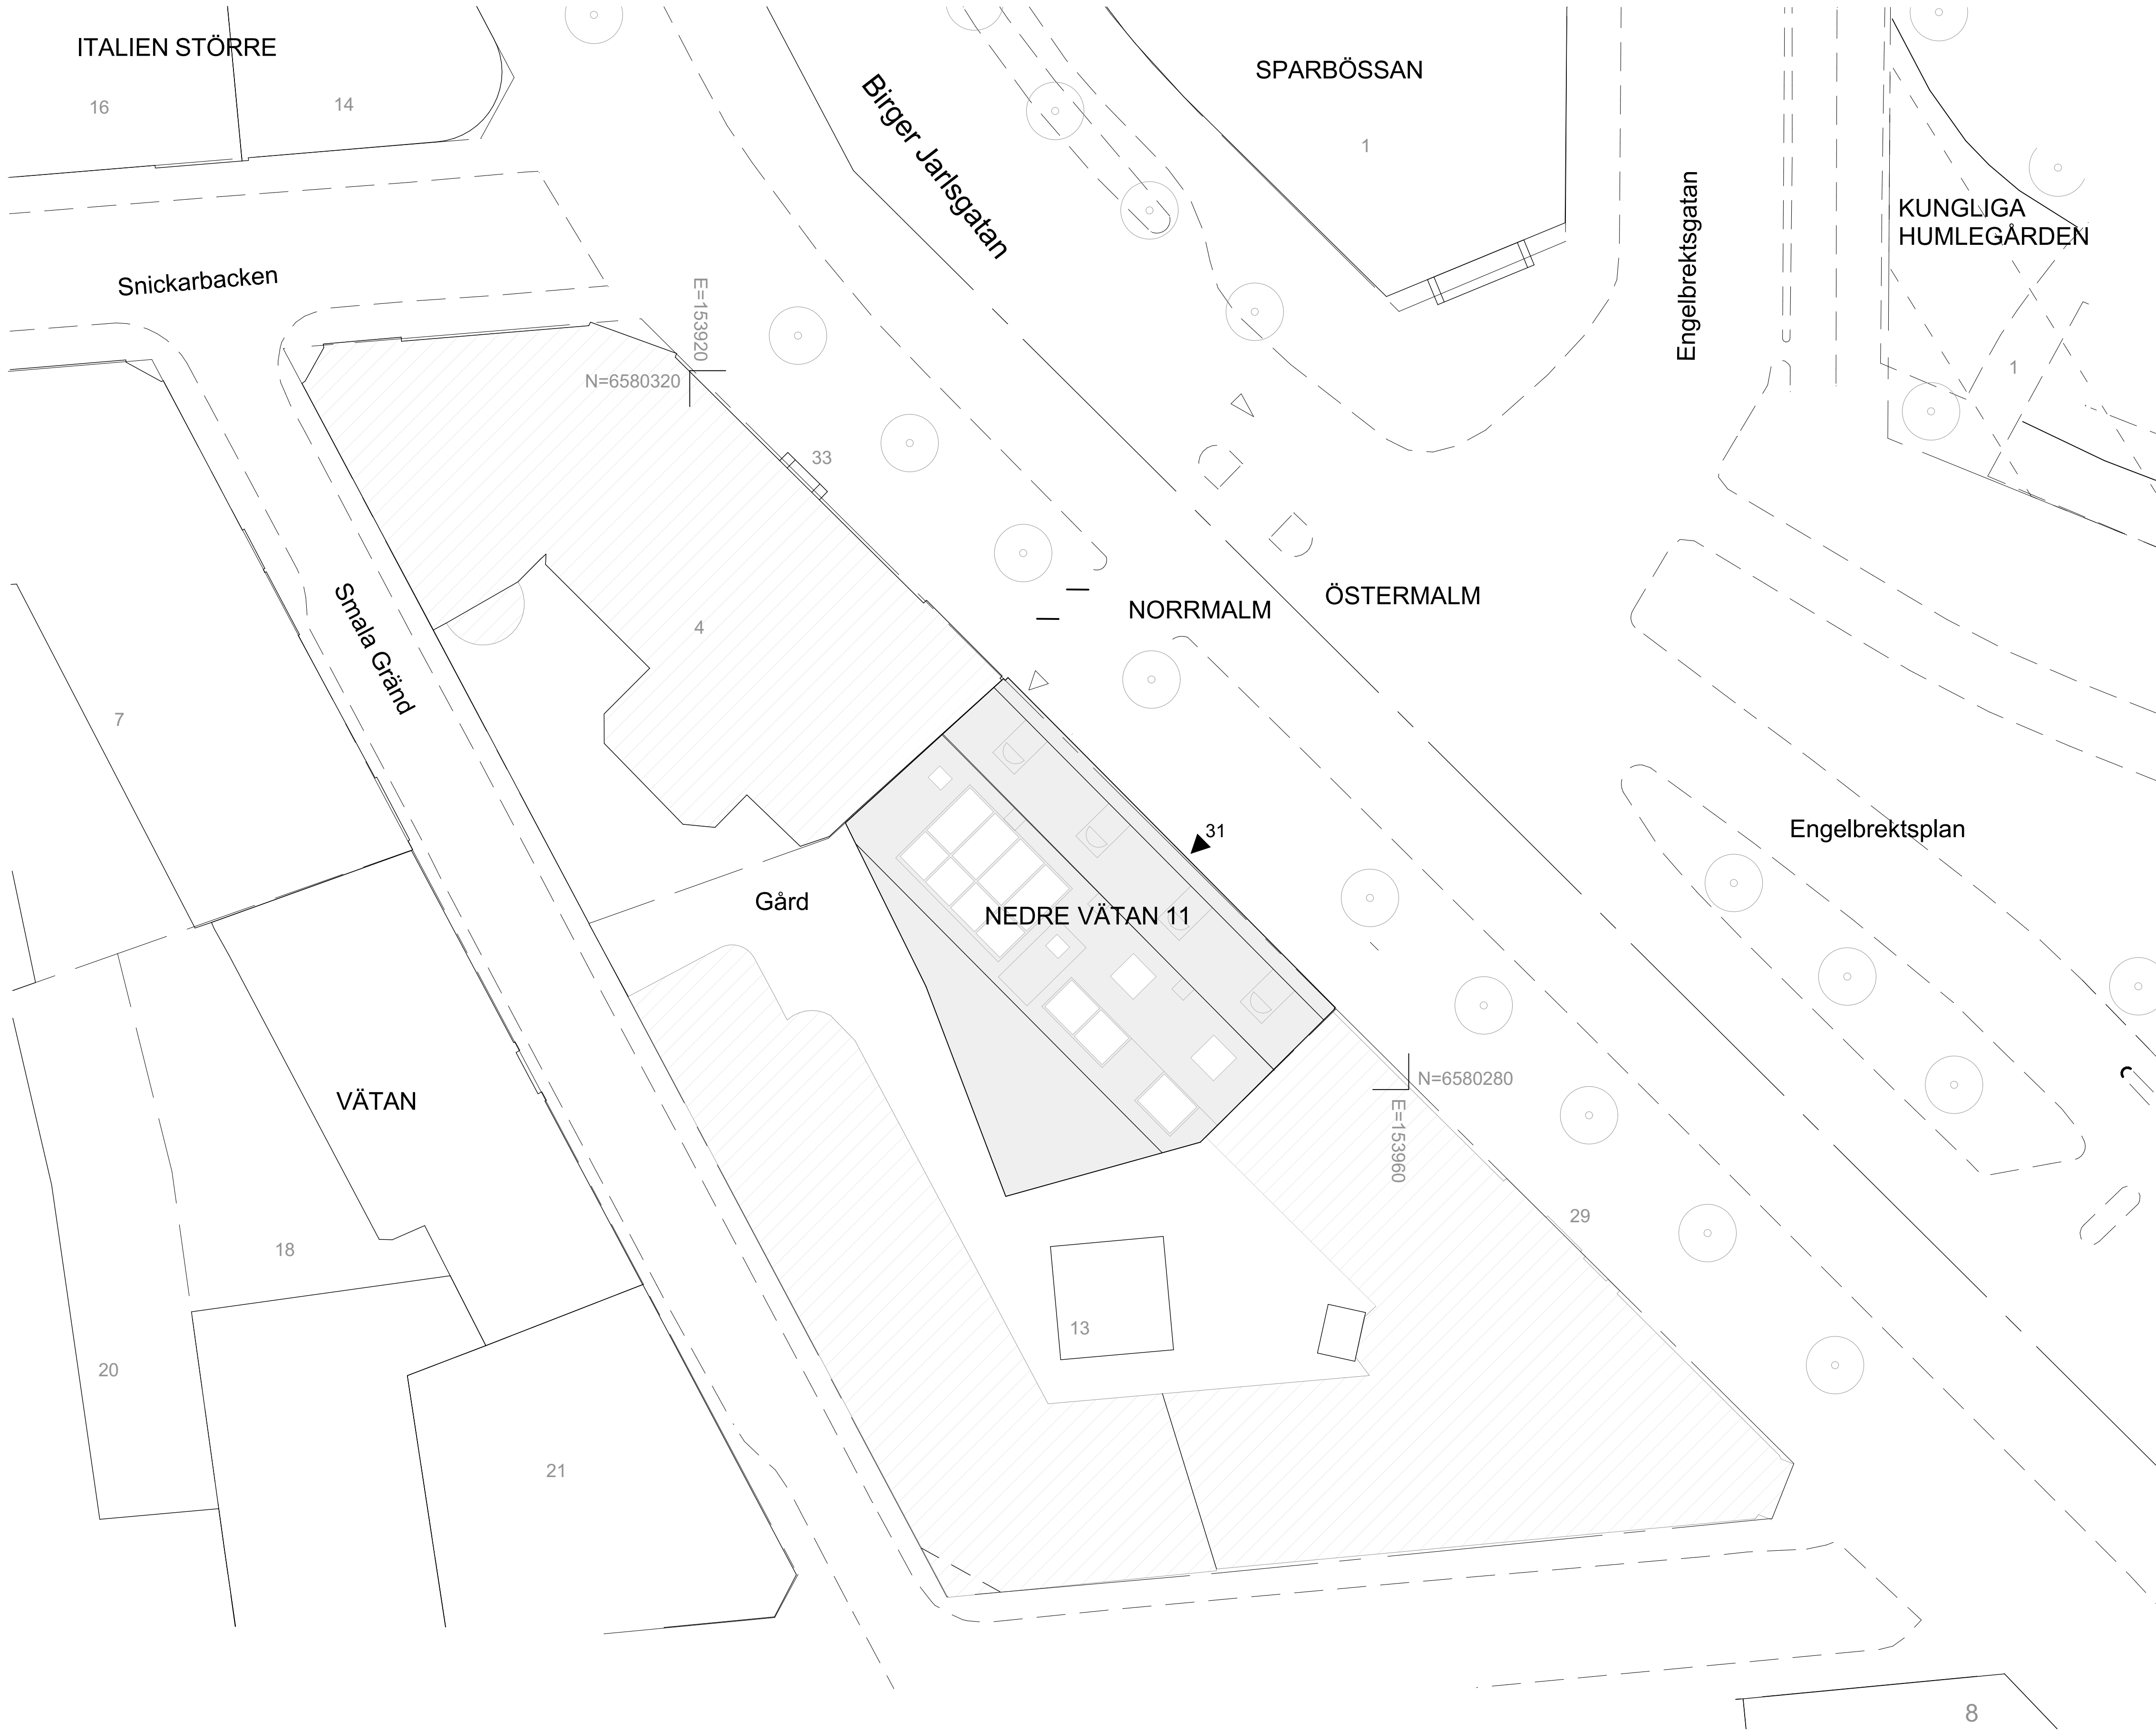 ITALIEN STÖRRE
16
14
SPARBÖSSAN
1
Birger Jarlsgatan
Engelbrektsgatan
KUNGLIGA
HUMLEGÅRDEN
1
Snickarbacken
E=153920
N=6580320
33
Smala Gränd
4
NORRMALM
ÖSTERMALM
7
31
Engelbrektsplan
Gård
NEDRE VÄTAN 11
N=6580280
E=153960
VÄTAN
29
18
13
20
21
8